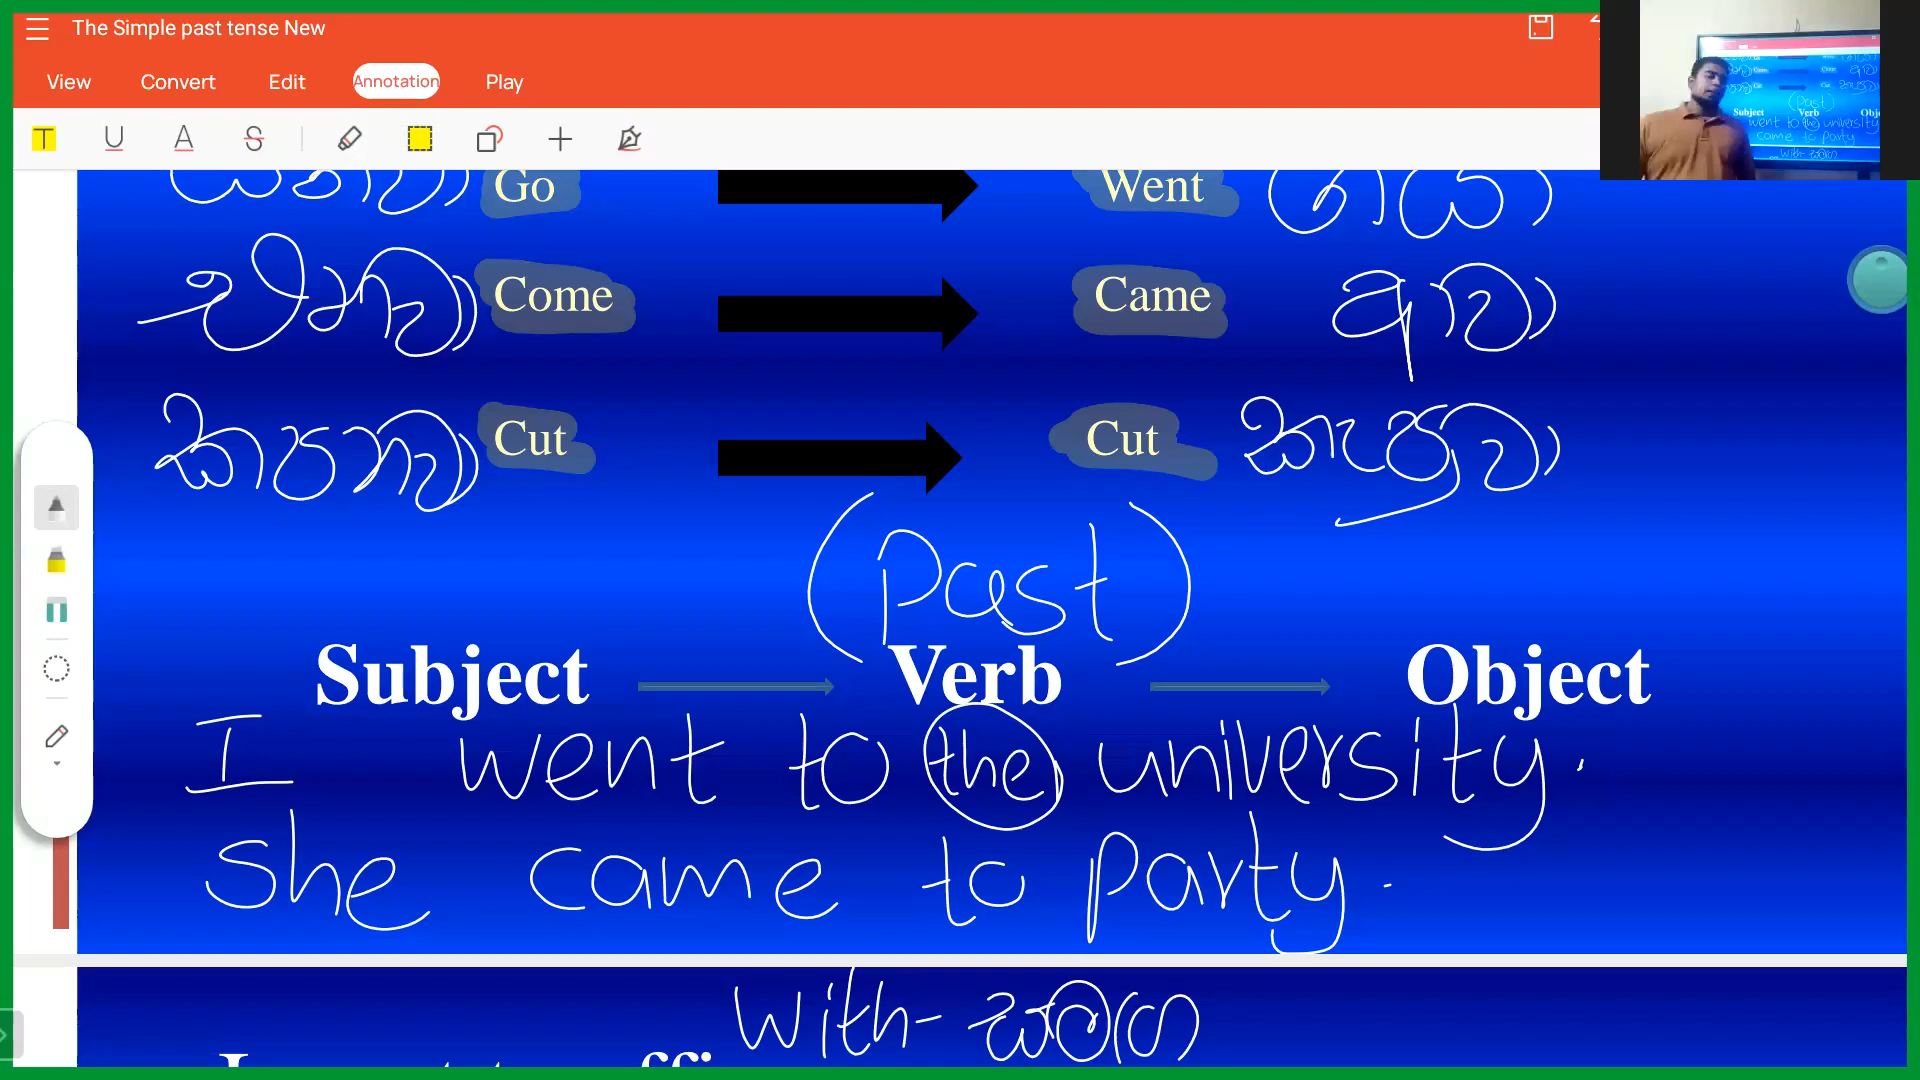 The Simple past tense New
View Convert Edit Annotation Play
T U A S
යනවා Go Went ගියා
එනවා Come Came ආවා
කපනවා Cut Cut කැපුවා
(Past)
Subject Verb Object
I went to the university.
She came to party.
With - සමග